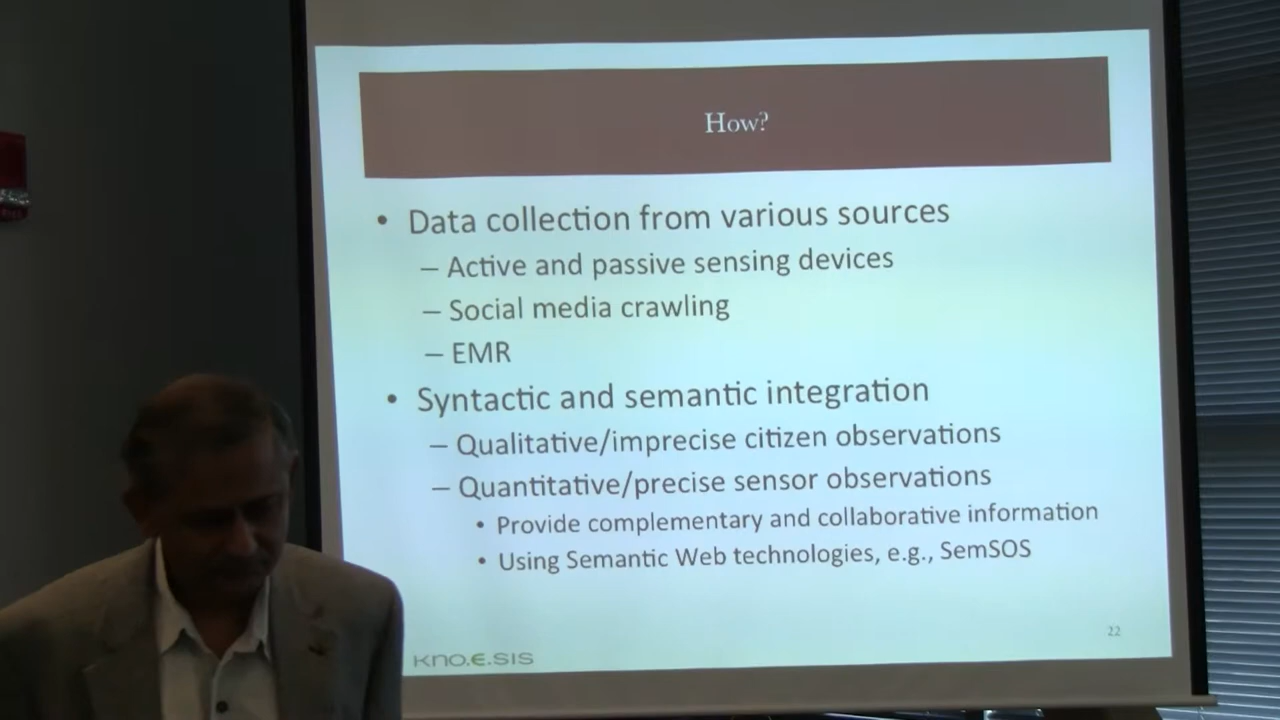 How?
• Data collection from various sources
– Active and passive sensing devices
– Social media crawling
– EMR
• Syntactic and semantic integration
– Qualitative/imprecise citizen observations
– Quantitative/precise sensor observations
• Provide complementary and collaborative information
• Using Semantic Web technologies, e.g., SemSOS
22
KNO.E.SIS